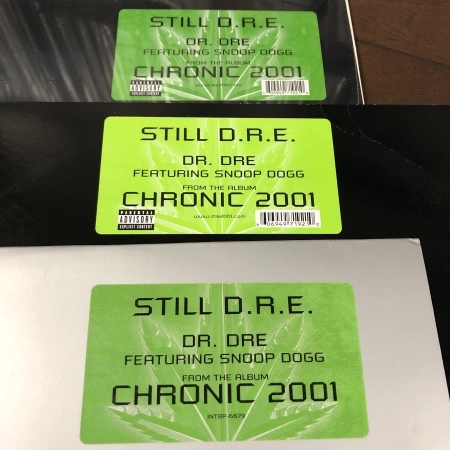 STILL D.R.E.
DR. DRE
FEATURING SNOOP DOGG
FROM THE ALBUM
CHRONIC 2001
PARENTAL
ADVISORY
EXPLICIT CONTENT
STILL D.R.E.
DR. DRE
FEATURING SNOOP DOGG
FROM THE ALBUM
CHRONIC 2001
PARENTAL
ADVISORY
EXPLICIT CONTENT
www.dre2001.com
STILL D.R.E.
DR. DRE
FEATURING SNOOP DOGG
FROM THE ALBUM
CHRONIC 2001
INTRP-6679